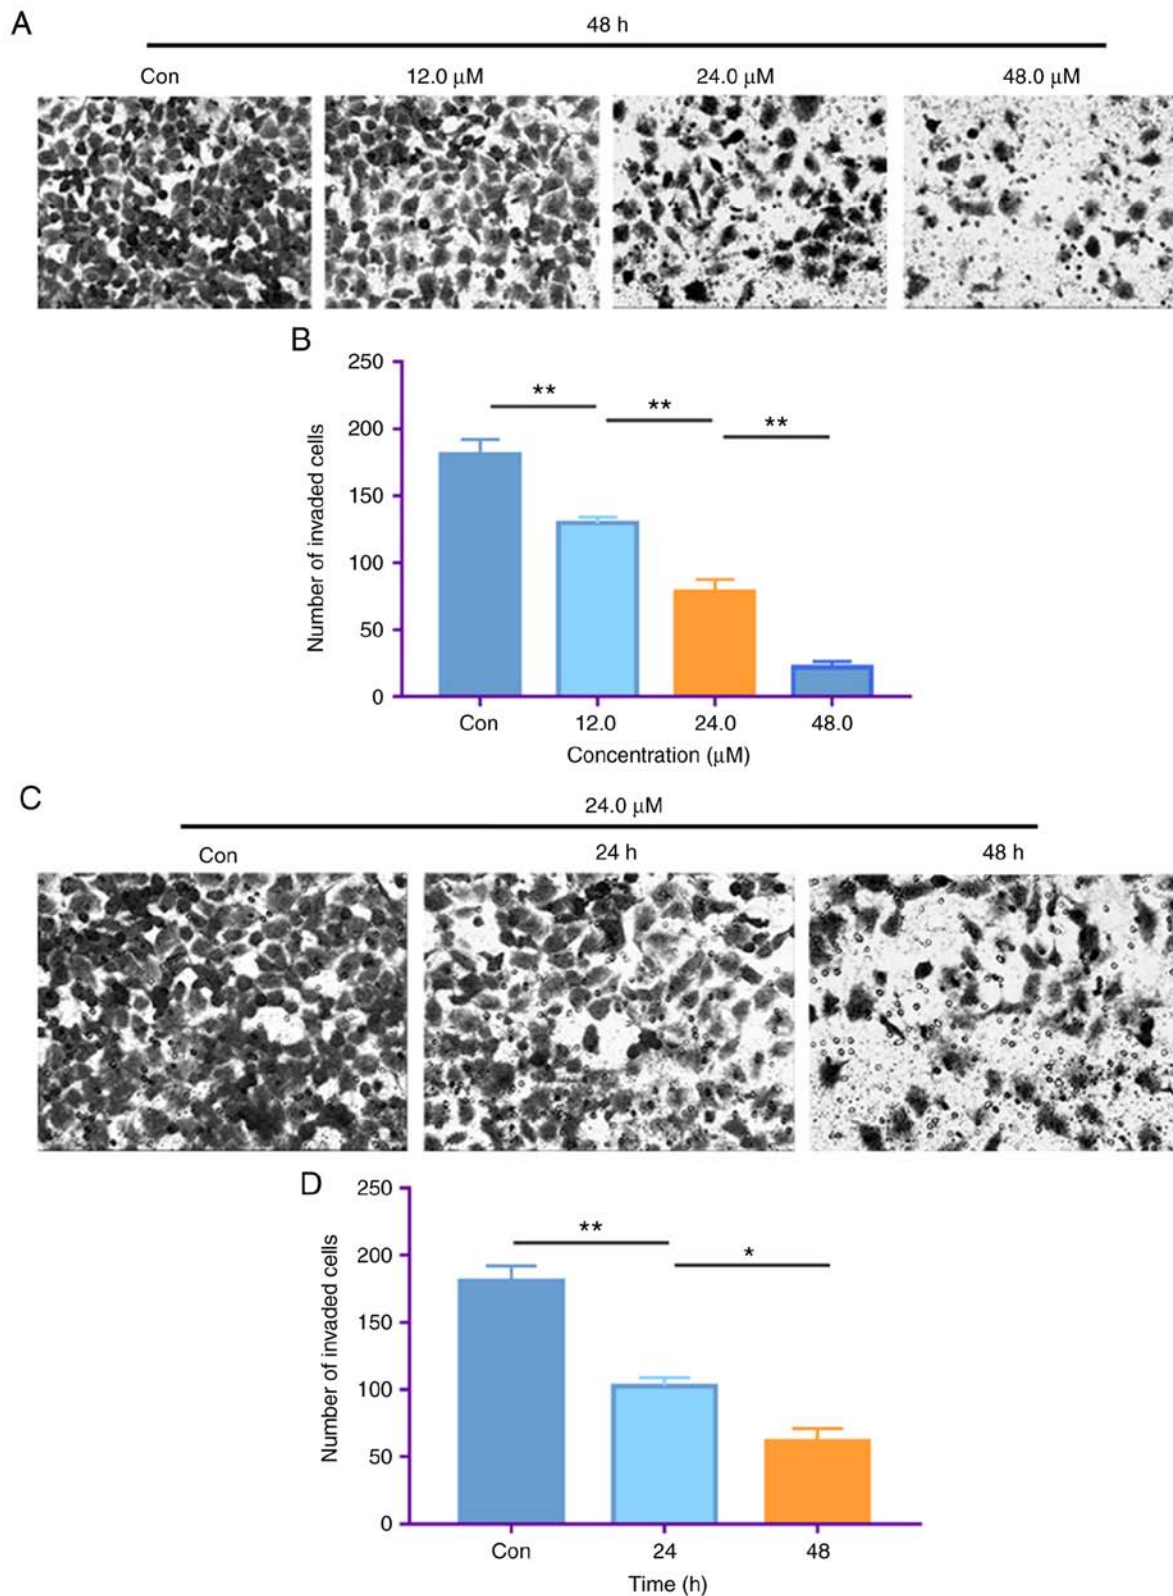 A
48 h
Con 12.0 μM 24.0 μM 48.0 μM
B
250
200
150
100
50
0
Number of invaded cells
**
**
**
Con 12.0 24.0 48.0
Concentration (μM)
C
24.0 μM
Con 24 h 48 h
D
250
200
150
100
50
0
Number of invaded cells
**
*
Con 24 48
Time (h)